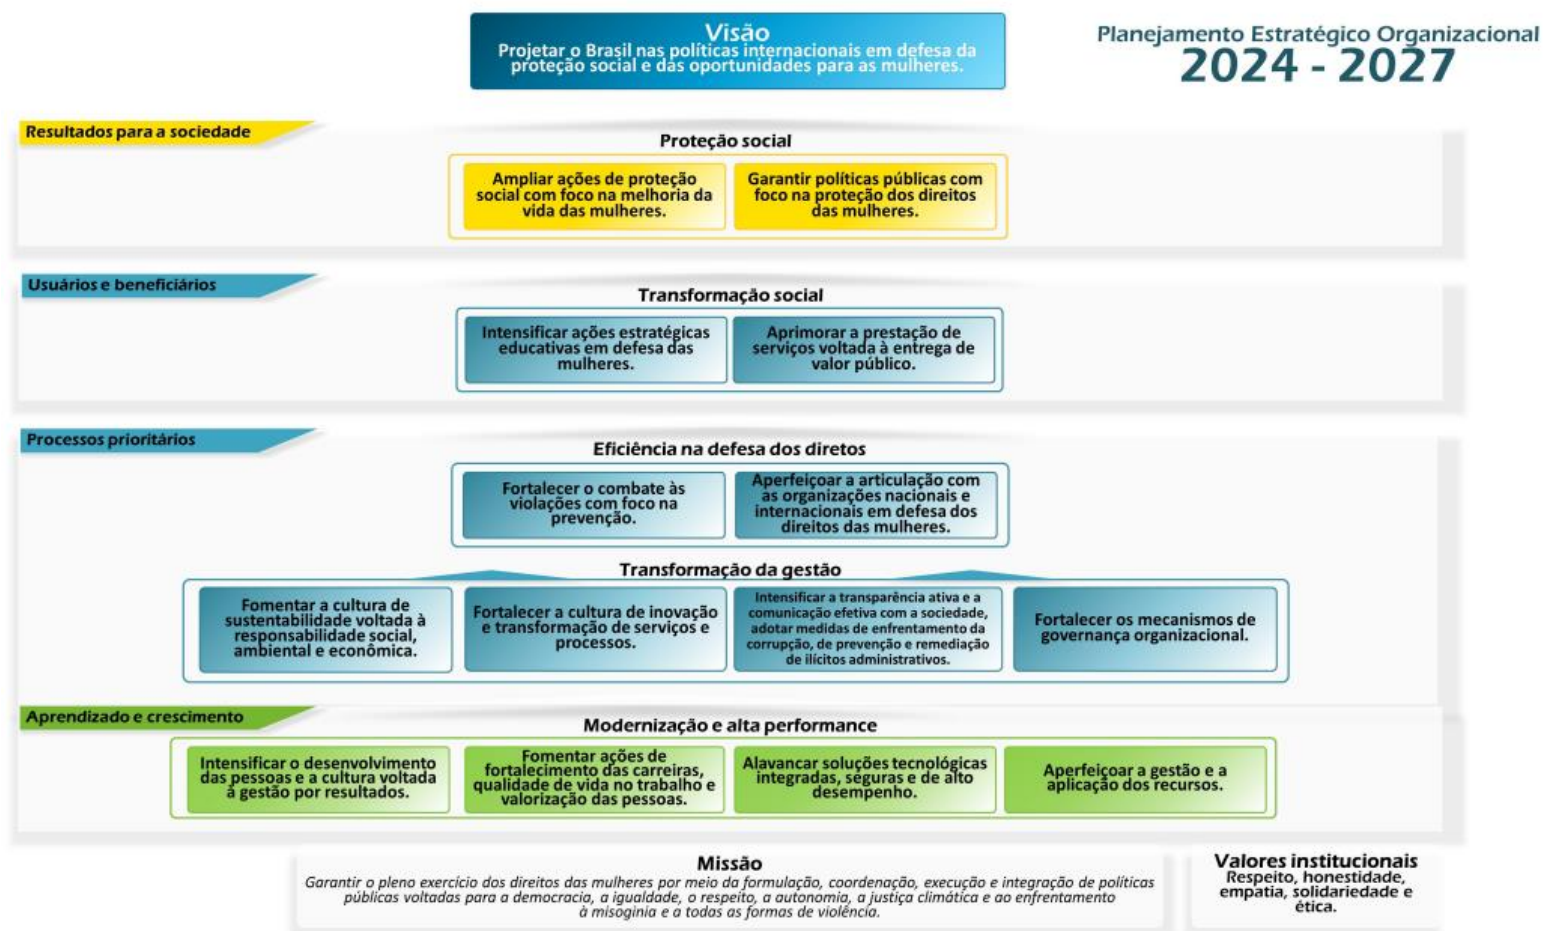 Visão
Projetar o Brasil nas políticas internacionais em defesa da
proteção social e das oportunidades para as mulheres.
Planejamento Estratégico Organizacional
2024 - 2027
Resultados para a sociedade
Proteção social
Ampliar ações de proteção
social com foco na melhoria da
vida das mulheres.
Garantir políticas públicas com
foco na proteção dos direitos
das mulheres.
Usuários e beneficiários
Transformação social
Intensificar ações estratégicas
educativas em defesa das
mulheres.
Aprimorar a prestação de
serviços voltada à entrega de
valor público.
Processos prioritários
Eficiência na defesa dos diretos
Fortalecer o combate às
violações com foco na
prevenção.
Aperfeiçoar a articulação com
as organizações nacionais e
internacionais em defesa dos
direitos das mulheres.
Transformação da gestão
Fomentar a cultura de
sustentabilidade voltada à
responsabilidade social,
ambiental e econômica.
Fortalecer a cultura de inovação
e transformação de serviços e
processos.
Intensificar a transparência ativa e a
comunicação efetiva com a sociedade,
adotar medidas de enfrentamento da
corrupção, de prevenção e remediação
de ilícitos administrativos.
Fortalecer os mecanismos de
governança organizacional.
Aprendizado e crescimento
Modernização e alta performance
Intensificar o desenvolvimento
das pessoas e a cultura voltada
à gestão por resultados.
Fomentar ações de
fortalecimento das carreiras,
qualidade de vida no trabalho e
valorização das pessoas.
Alavancar soluções tecnológicas
integradas, seguras e de alto
desempenho.
Aperfeiçoar a gestão e a
aplicação dos recursos.
Missão
Garantir o pleno exercício dos direitos das mulheres por meio da formulação, coordenação, execução e integração de políticas
públicas voltadas para a democracia, a igualdade, o respeito, a autonomia, a justiça climática e ao enfrentamento
à misoginia e a todas as formas de violência.
Valores institucionais
Respeito, honestidade,
empatia, solidariedade e
ética.